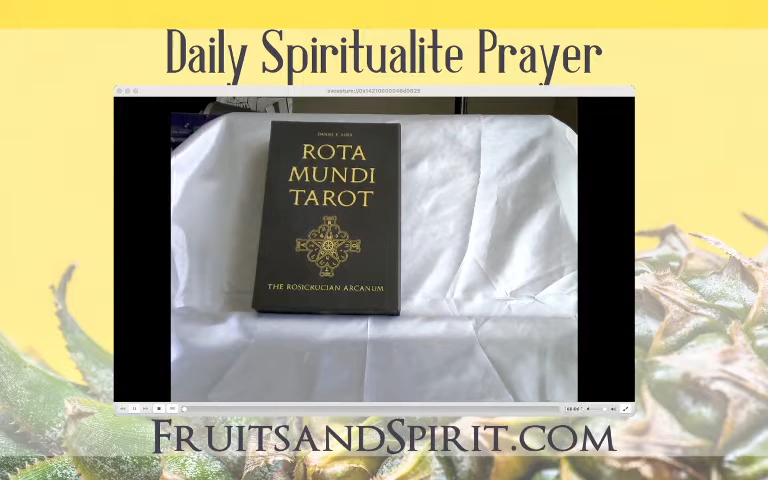 Daily Spiritualite Prayer
ROTA
MUNDI
TAROT
THE ROSICRUCIAN ARCANUM
FRUITSANDSPIRIT.COM